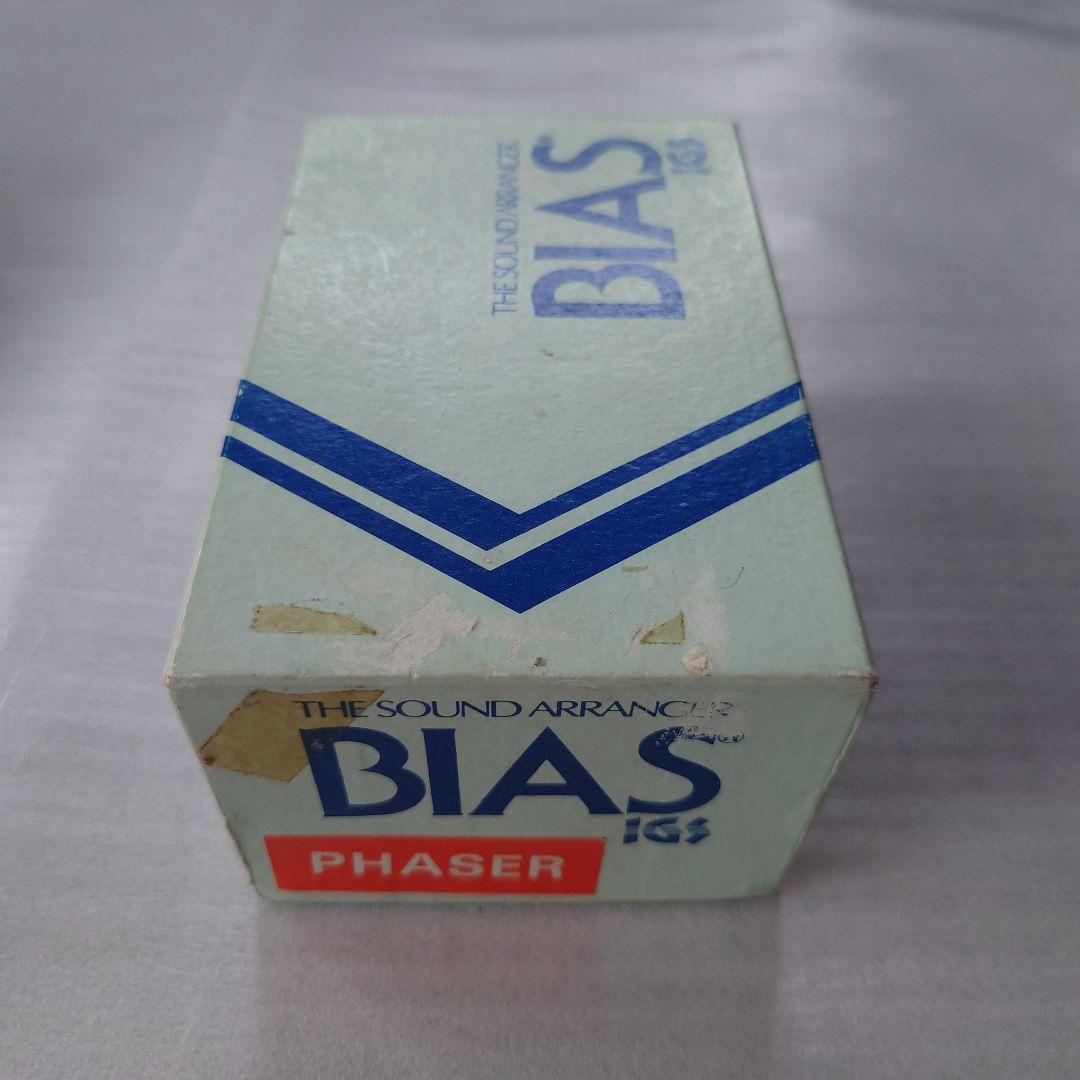 THE SOUND ARRANGER
BIAS
IGS
THE SOUND ARRANGER
BIAS
IGS
PHASER